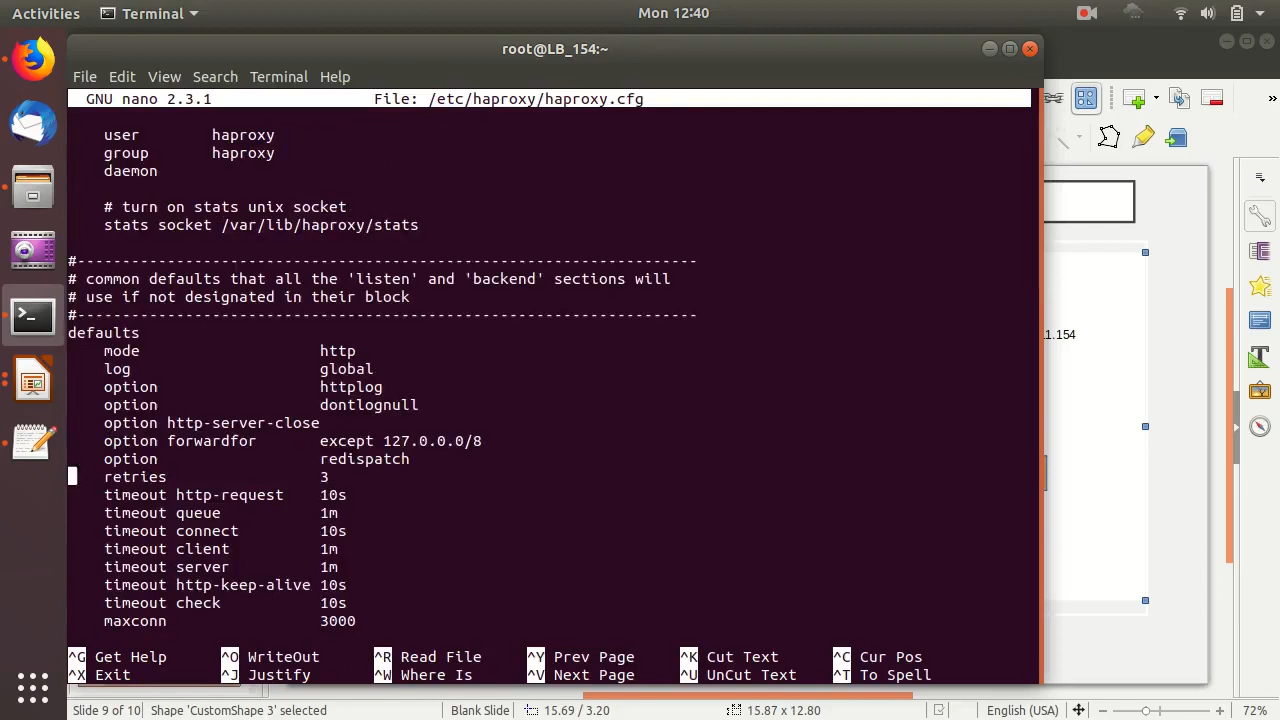 Activities Terminal Mon 12:40
root@LB_154:~
File Edit View Search Terminal Help
GNU nano 2.3.1 File: /etc/haproxy/haproxy.cfg
user haproxy
group haproxy
daemon
# turn on stats unix socket
stats socket /var/lib/haproxy/stats
#---------------------------------------------------------------------
# common defaults that all the 'listen' and 'backend' sections will
# use if not designated in their block
#---------------------------------------------------------------------
defaults
mode http
log global
option httplog
option dontlognull
option http-server-close
option forwardfor except 127.0.0.0/8
option redispatch
retries 3
timeout http-request 10s
timeout queue 1m
timeout connect 10s
timeout client 1m
timeout server 1m
timeout http-keep-alive 10s
timeout check 10s
maxconn 3000
^G Get Help ^O WriteOut ^R Read File ^Y Prev Page ^K Cut Text ^C Cur Pos
^X Exit ^J Justify ^W Where Is ^V Next Page ^U UnCut Text ^T To Spell
1.154
Slide 9 of 10 Shape 'CustomShape 3' selected Blank Slide 15.69 / 3.20 15.87 x 12.80 English (USA) 72%